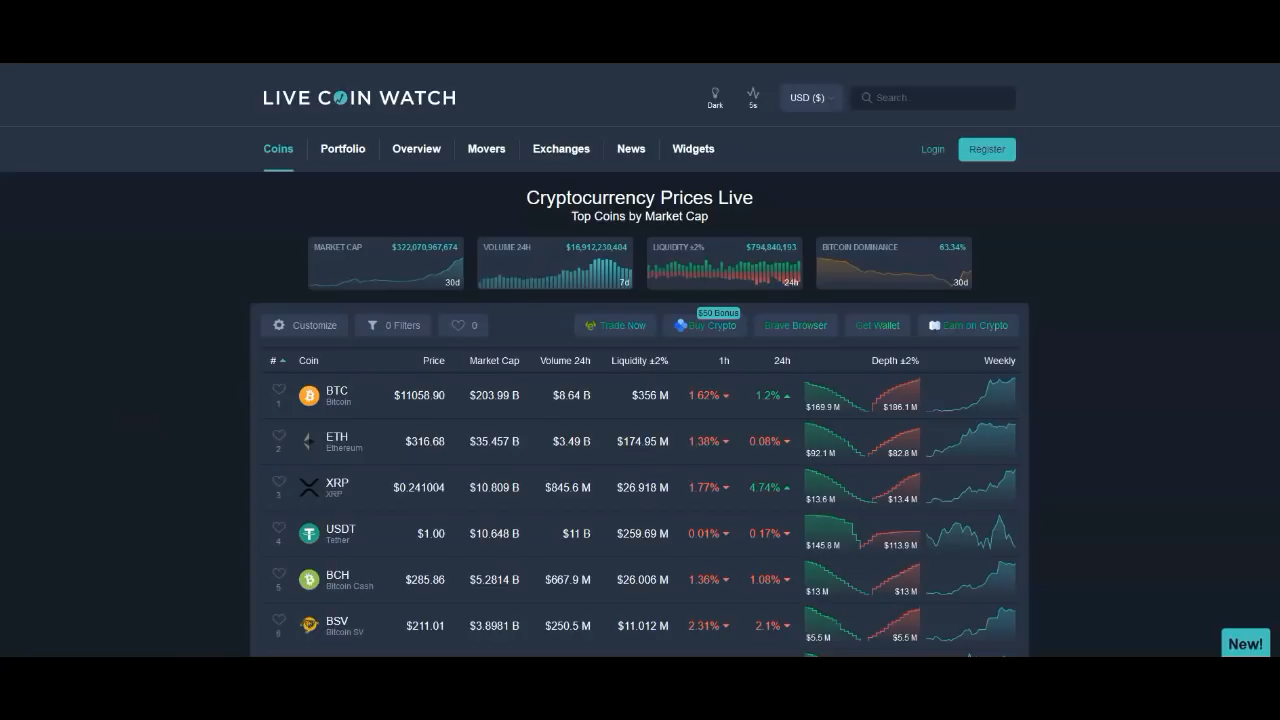 LIVE COIN WATCH
Dark
5s
USD ($)
Search
Coins
Portfolio
Overview
Movers
Exchanges
News
Widgets
Login
Register
Cryptocurrency Prices Live
Top Coins by Market Cap
MARKET CAP $322,070,967,674
30d
VOLUME 24H $16,912,230,404
7d
LIQUIDITY ±2% $794,840,193
24h
BITCOIN DOMINANCE 63.34%
30d
Customize
0 Filters
0
Trade Now
$50 Bonus
Buy Crypto
Brave Browser
Get Wallet
Earn on Crypto
# Coin Price Market Cap Volume 24h Liquidity ±2% 1h 24h Depth ±2% Weekly
1 BTC $11058.90 $203.99 B $8.64 B $356 M 1.62% 1.2% $169.9 M $186.1 M
Bitcoin
2 ETH $316.68 $35.457 B $3.49 B $174.95 M 1.38% 0.08% $92.1 M $82.8 M
Ethereum
3 XRP $0.241004 $10.809 B $845.6 M $26.918 M 1.77% 4.74% $13.6 M $13.4 M
XRP
4 USDT $1.00 $10.648 B $11 B $259.69 M 0.01% 0.17% $145.8 M $113.9 M
Tether
5 BCH $285.86 $5.2814 B $667.9 M $26.006 M 1.36% 1.08% $13 M $13 M
Bitcoin Cash
6 BSV $211.01 $3.8981 B $250.5 M $11.012 M 2.31% 2.1% $5.5 M $5.5 M
Bitcoin SV
New!